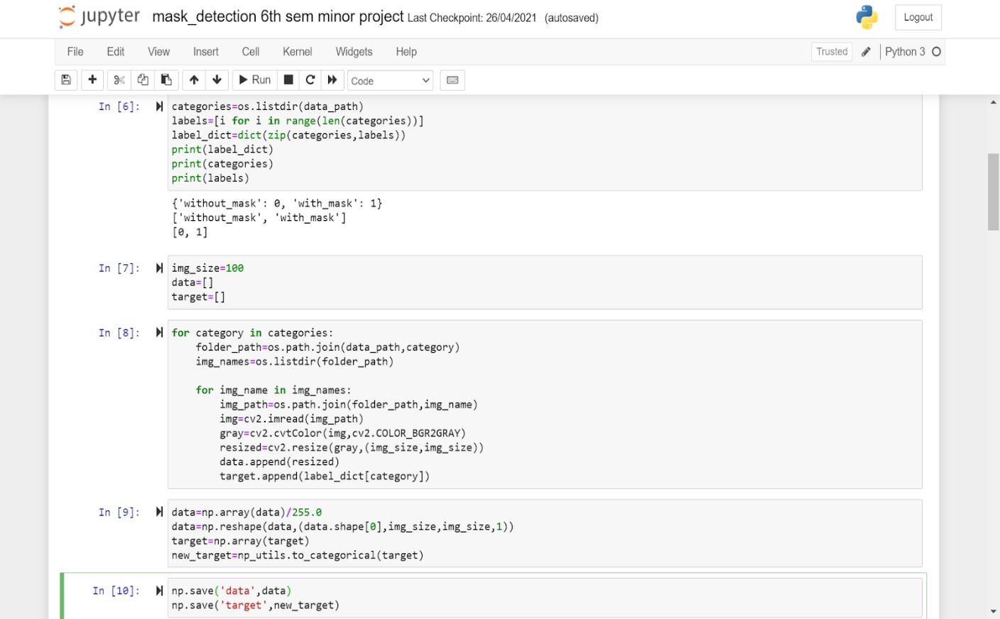 jupyter mask_detection 6th sem minor project Last Checkpoint: 26/04/2021 (autosaved) Logout
File Edit View Insert Cell Kernel Widgets Help Trusted Python 3
Run Code
In [6]: categories=os.listdir(data_path)
labels=[i for i in range(len(categories))]
label_dict=dict(zip(categories,labels))
print(label_dict)
print(categories)
print(labels)
{'without_mask': 0, 'with_mask': 1}
['without_mask', 'with_mask']
[0, 1]
In [7]: img_size=100
data=[]
target=[]
In [8]: for category in categories:
    folder_path=os.path.join(data_path,category)
    img_names=os.listdir(folder_path)
    for img_name in img_names:
        img_path=os.path.join(folder_path,img_name)
        img=cv2.imread(img_path)
        gray=cv2.cvtColor(img,cv2.COLOR_BGR2GRAY)
        resized=cv2.resize(gray,(img_size,img_size))
        data.append(resized)
        target.append(label_dict[category])
In [9]: data=np.array(data)/255.0
data=np.reshape(data,(data.shape[0],img_size,img_size,1))
target=np.array(target)
new_target=np_utils.to_categorical(target)
In [10]: np.save('data',data)
np.save('target',new_target)